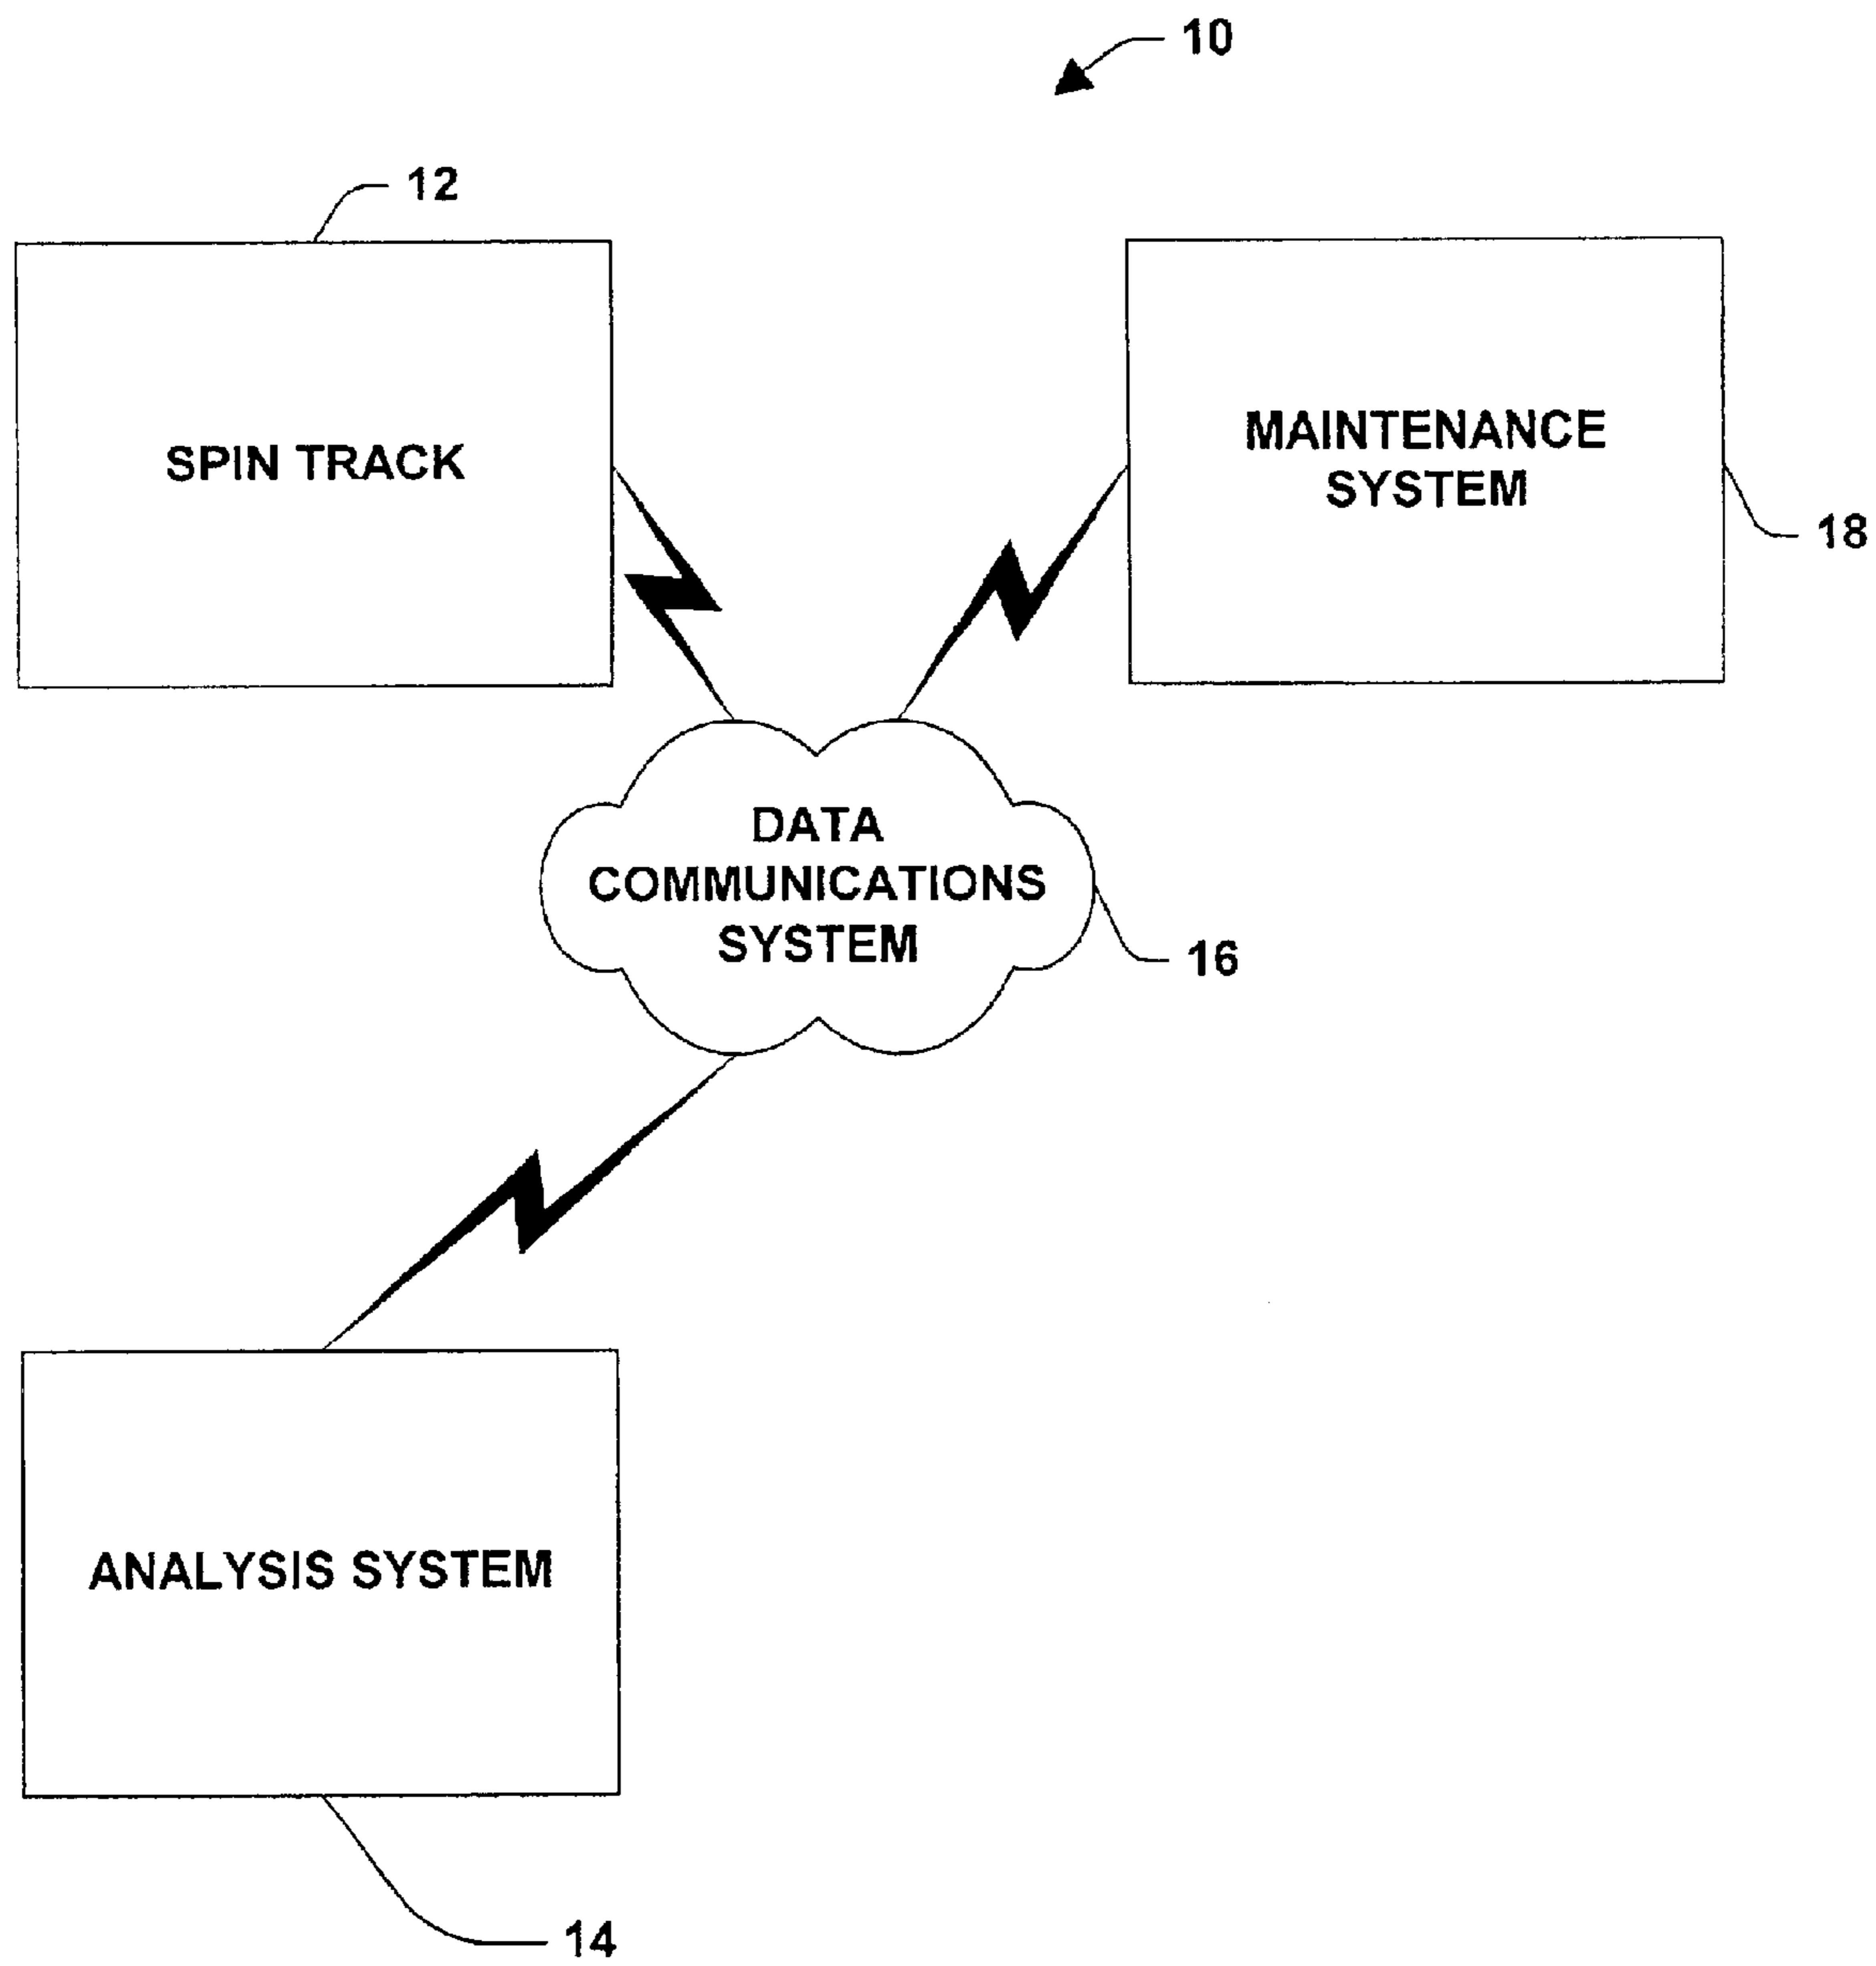 10
12
SPIN TRACK
MAINTENANCE
SYSTEM
18
DATA
COMMUNICATIONS
SYSTEM
16
ANALYSIS SYSTEM
14